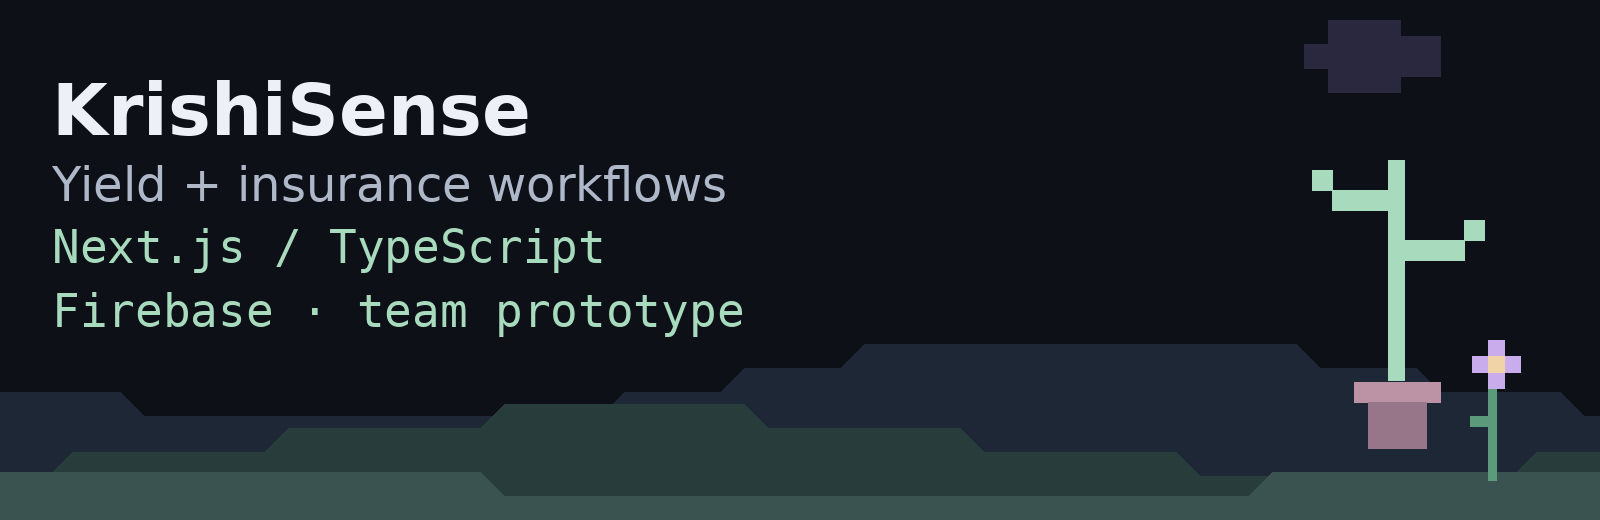 KrishiSense
Yield + insurance workflows
Next.js / TypeScript
Firebase · team prototype